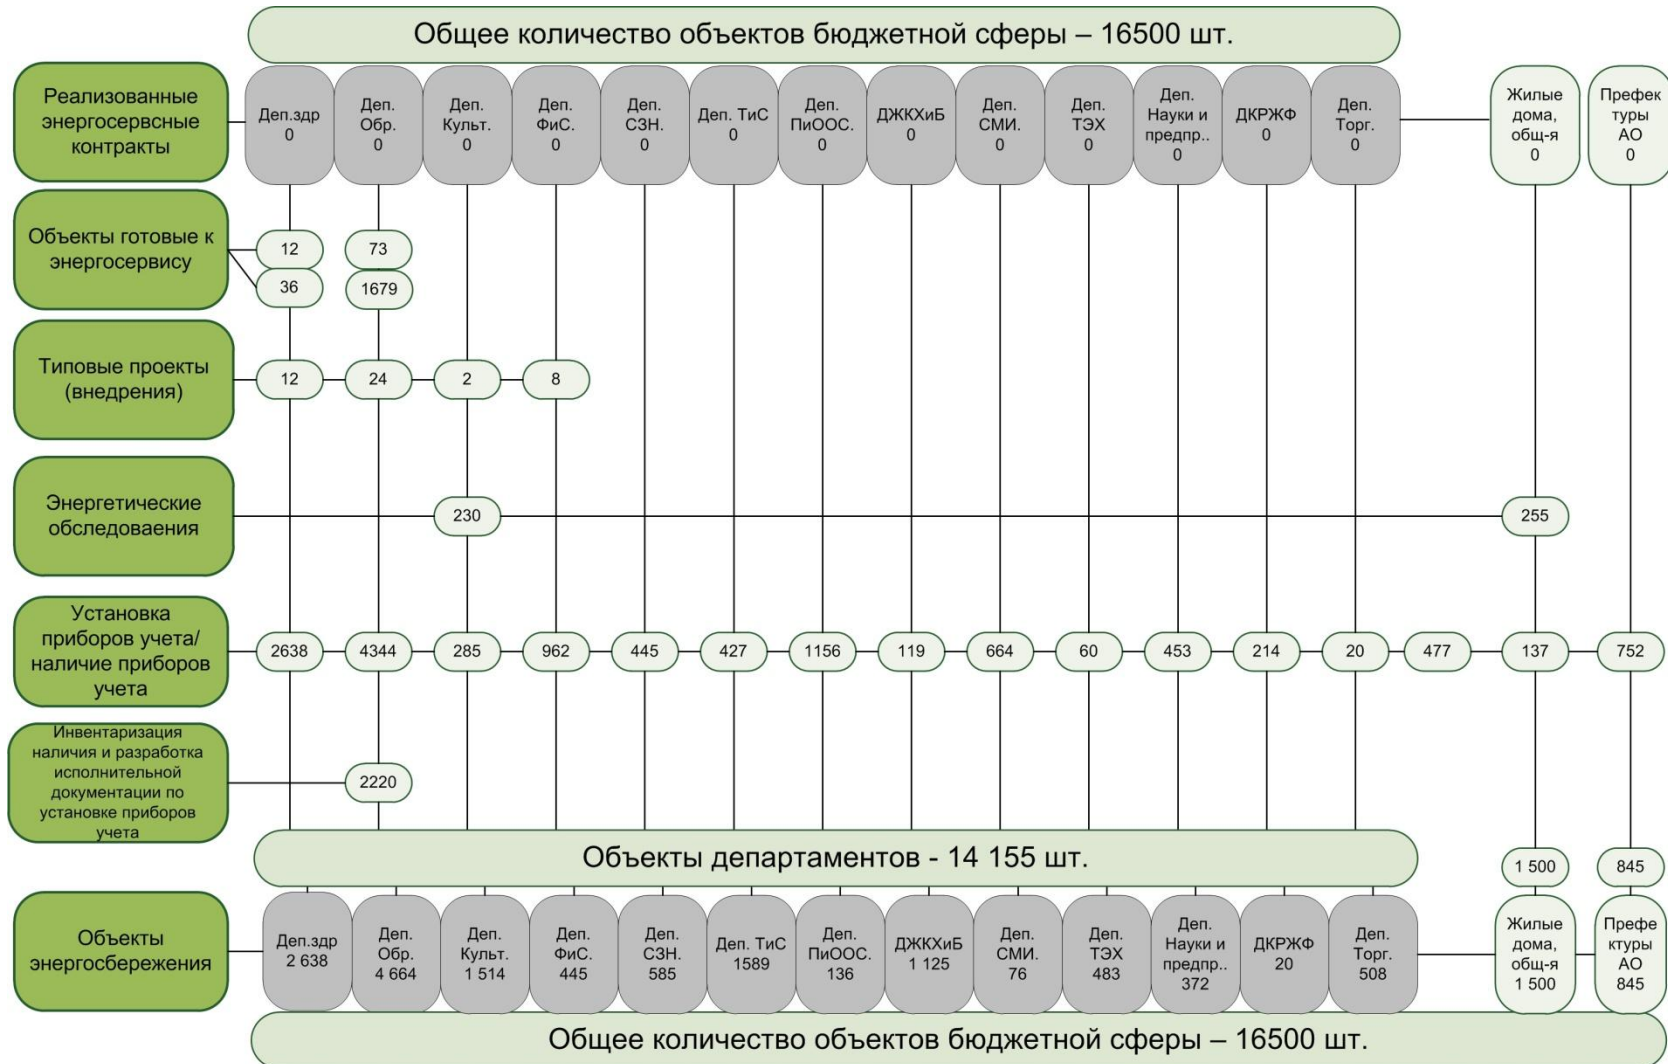 Общее количество объектов бюджетной сферы – 16500 шт.
Реализованные
энергосервсные
контракты
Деп.здр
0
Деп.
Обр.
0
Деп.
Культ.
0
Деп.
ФиС.
0
Деп.
СЗН.
0
Деп. ТиС
0
Деп.
ПиООС.
0
ДЖКХиБ
0
Деп.
СМИ.
0
Деп.
ТЭХ
0
Деп.
Науки и
предпр..
0
ДКРЖФ
0
Деп.
Торг.
0
Жилые
дома,
общ-я
0
Префек
туры
АО
0
Объекты готовые к
энергосервису
12
73
36
1679
Типовые проекты
(внедрения)
12
24
2
8
Энергетические
обследоваения
230
255
Установка
приборов учета/
наличие приборов
учета
2638
4344
285
962
445
427
1156
119
664
60
453
214
20
477
137
752
Инвентаризация
наличия и разработка
исполнительной
документации по
установке приборов
учета
2220
Объекты департаментов - 14 155 шт.
1 500
845
Объекты
энергосбережения
Деп.здр
2 638
Деп.
Обр.
4 664
Деп.
Культ.
1 514
Деп.
ФиС.
445
Деп.
СЗН.
585
Деп. ТиС
1589
Деп.
ПиООС.
136
ДЖКХиБ
1 125
Деп.
СМИ.
76
Деп.
ТЭХ
483
Деп.
Науки и
предпр..
372
ДКРЖФ
20
Деп.
Торг.
508
Жилые
дома,
общ-я
1 500
Префе
ктуры
АО
845
Общее количество объектов бюджетной сферы – 16500 шт.